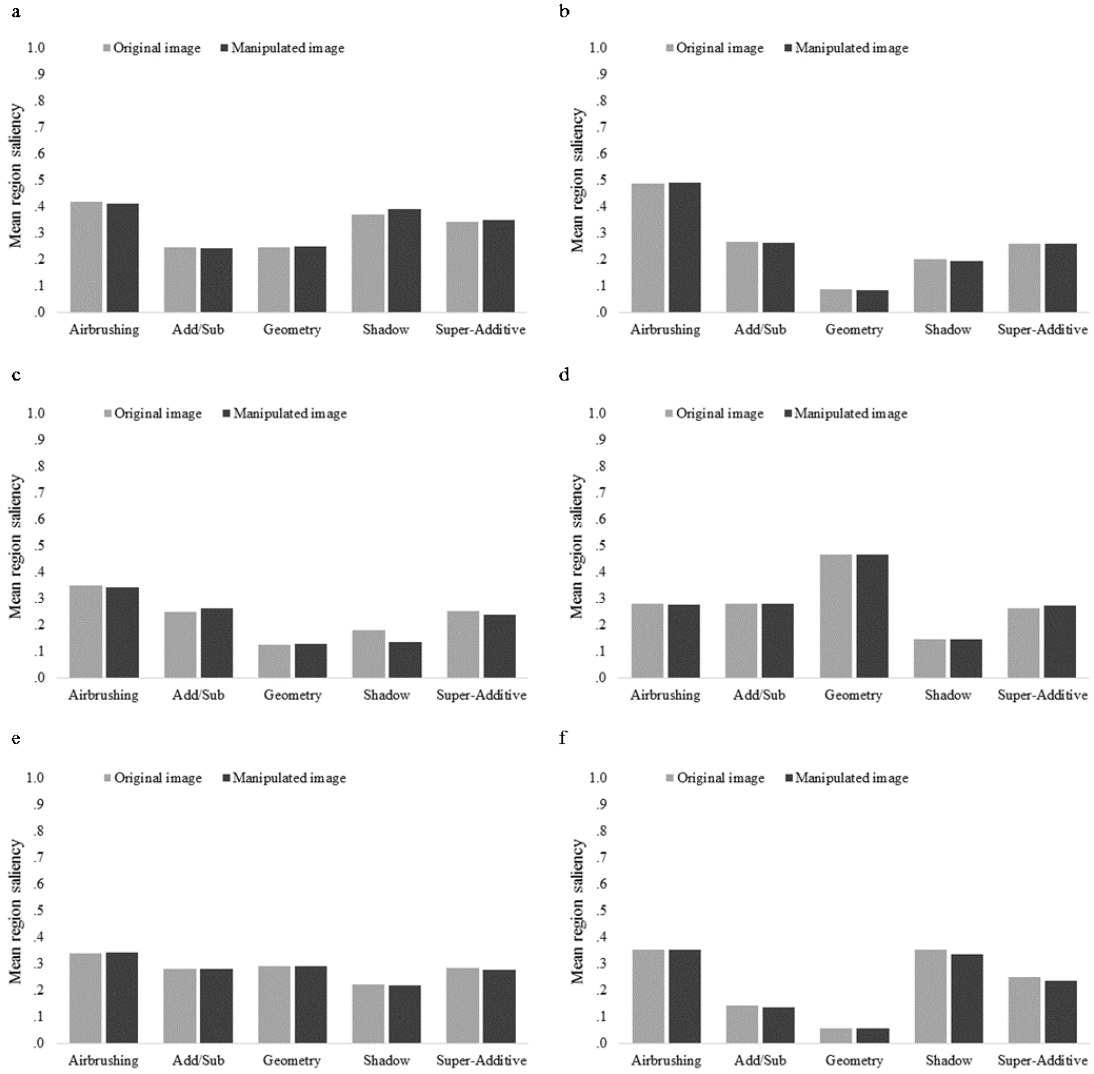 a
Original image Manipulated image
Mean region saliency
1.0
.9
.8
.7
.6
.5
.4
.3
.2
.1
.0
Airbrushing Add/Sub Geometry Shadow Super-Additive
b
Original image Manipulated image
Mean region saliency
1.0
.9
.8
.7
.6
.5
.4
.3
.2
.1
.0
Airbrushing Add/Sub Geometry Shadow Super-Additive
c
Original image Manipulated image
Mean region saliency
1.0
.9
.8
.7
.6
.5
.4
.3
.2
.1
.0
Airbrushing Add/Sub Geometry Shadow Super-Additive
d
Original image Manipulated image
Mean region saliency
1.0
.9
.8
.7
.6
.5
.4
.3
.2
.1
.0
Airbrushing Add/Sub Geometry Shadow Super-Additive
e
Original image Manipulated image
Mean region saliency
1.0
.9
.8
.7
.6
.5
.4
.3
.2
.1
.0
Airbrushing Add/Sub Geometry Shadow Super-Additive
f
Original image Manipulated image
Mean region saliency
1.0
.9
.8
.7
.6
.5
.4
.3
.2
.1
.0
Airbrushing Add/Sub Geometry Shadow Super-Additive